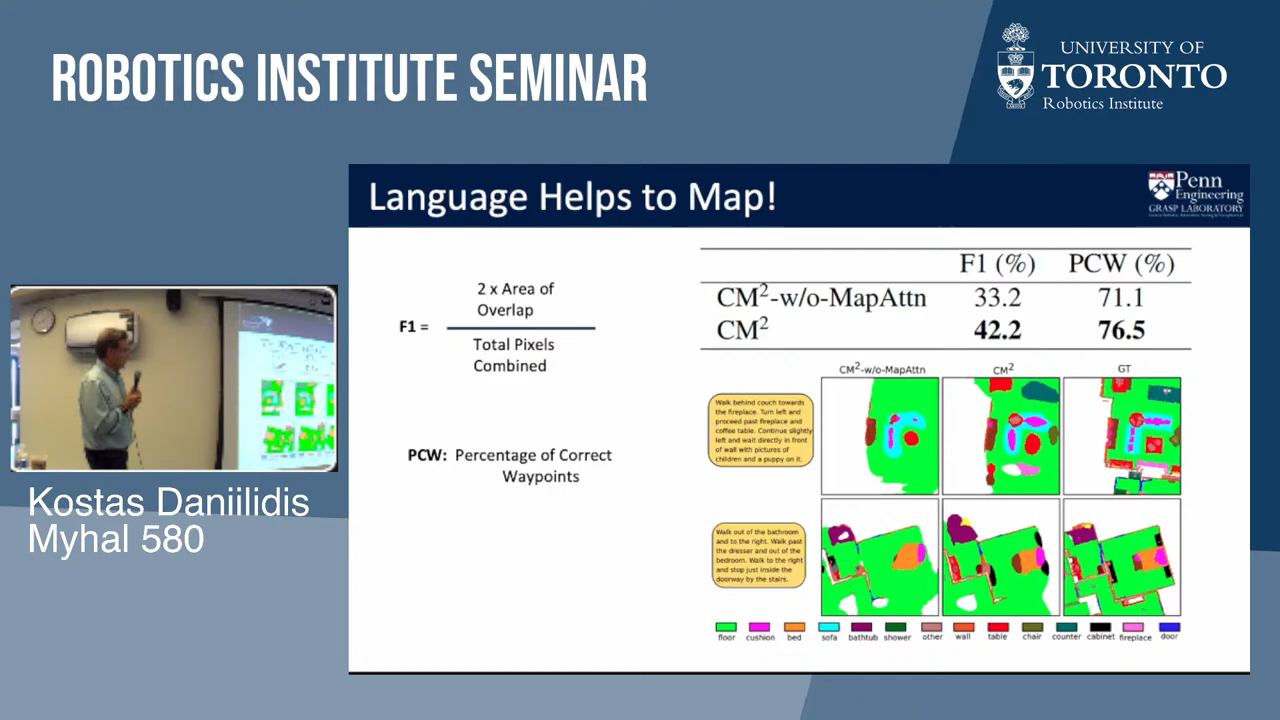 ROBOTICS INSTITUTE SEMINAR
UNIVERSITY OF
TORONTO
Robotics Institute
Language Helps to Map!
Penn
Engineering
GRASP LABORATORY
F1 =
2 x Area of
Overlap
Total Pixels
Combined
PCW: Percentage of Correct
Waypoints
F1 (%) PCW (%)
CM²-w/o-MapAttn 33.2 71.1
CM² 42.2 76.5
CM²-w/o-MapAttn CM² GT
Walk behind couch towards
the fireplace. Turn left and
proceed past fireplace and
coffee table. Continue slightly
left and wait directly in front
of wall with pictures of
children and a puppy on it.
Walk out of the bathroom
and to the right. Walk past
the dresser and out of the
bedroom. Walk to the right
and stop just inside the
doorway by the stairs.
floor cushion bed sofa bathtub shower other wall table chair counter cabinet fireplace door
Kostas Daniilidis
Myhal 580